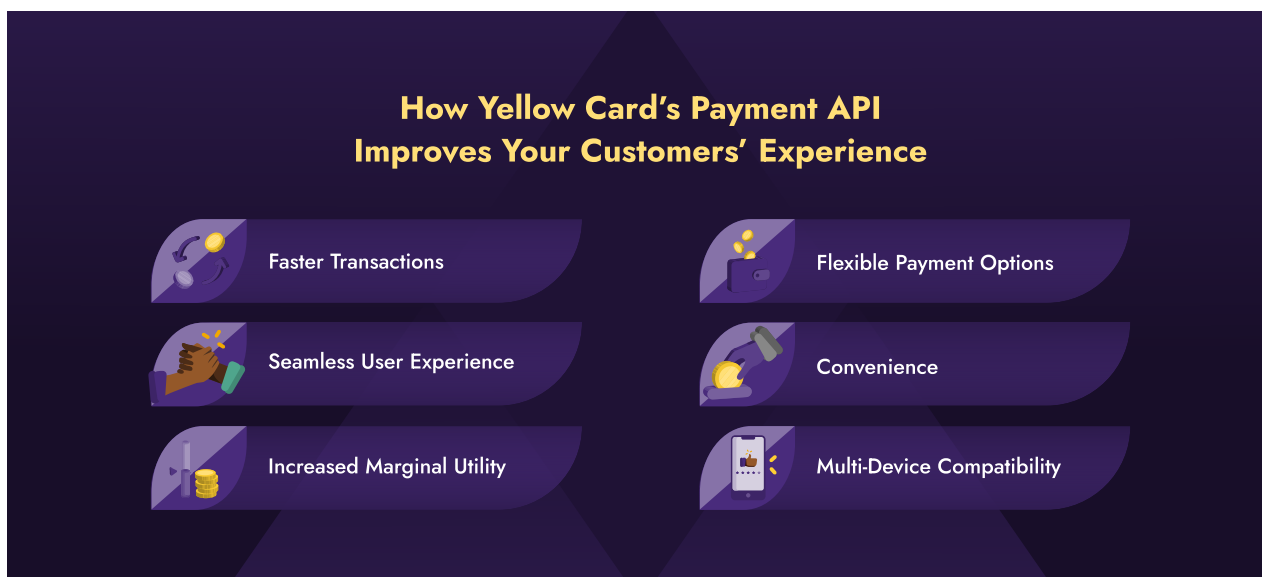 How Yellow Card’s Payment API
Improves Your Customers’ Experience
Faster Transactions
Flexible Payment Options
Seamless User Experience
Convenience
Increased Marginal Utility
Multi-Device Compatibility